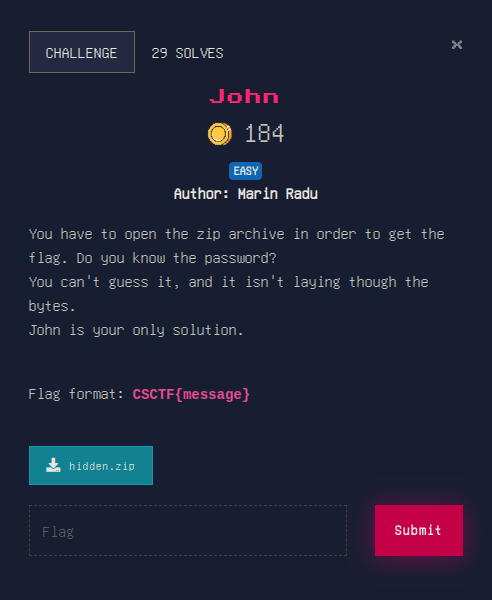 CHALLENGE 29 SOLVES ×
John
184
EASY
Author: Marin Radu
You have to open the zip archive in order to get the
flag. Do you know the password?
You can't guess it, and it isn't laying though the
bytes.
John is your only solution.
Flag format: CSCTF{message}
hidden.zip
Flag Submit